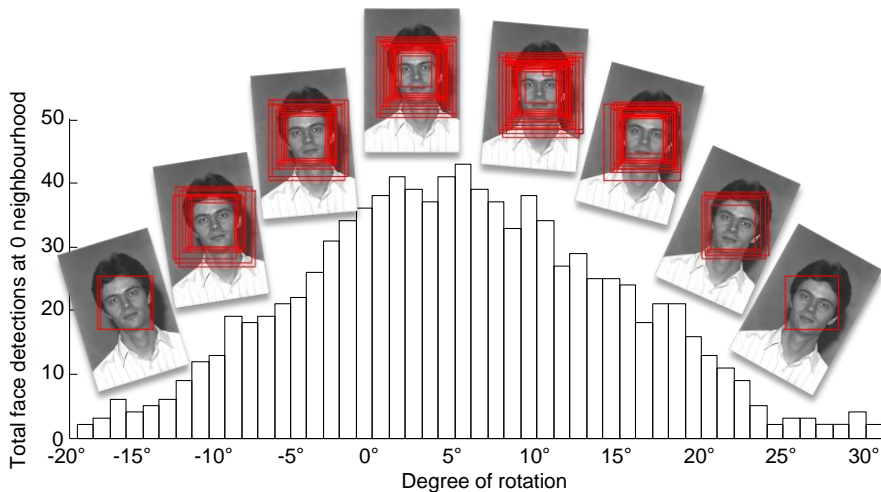 Total face detections at 0 neighbourhood
50
40
30
20
10
0
-20° -15° -10° -5° 0° 5° 10° 15° 20° 25° 30°
Degree of rotation